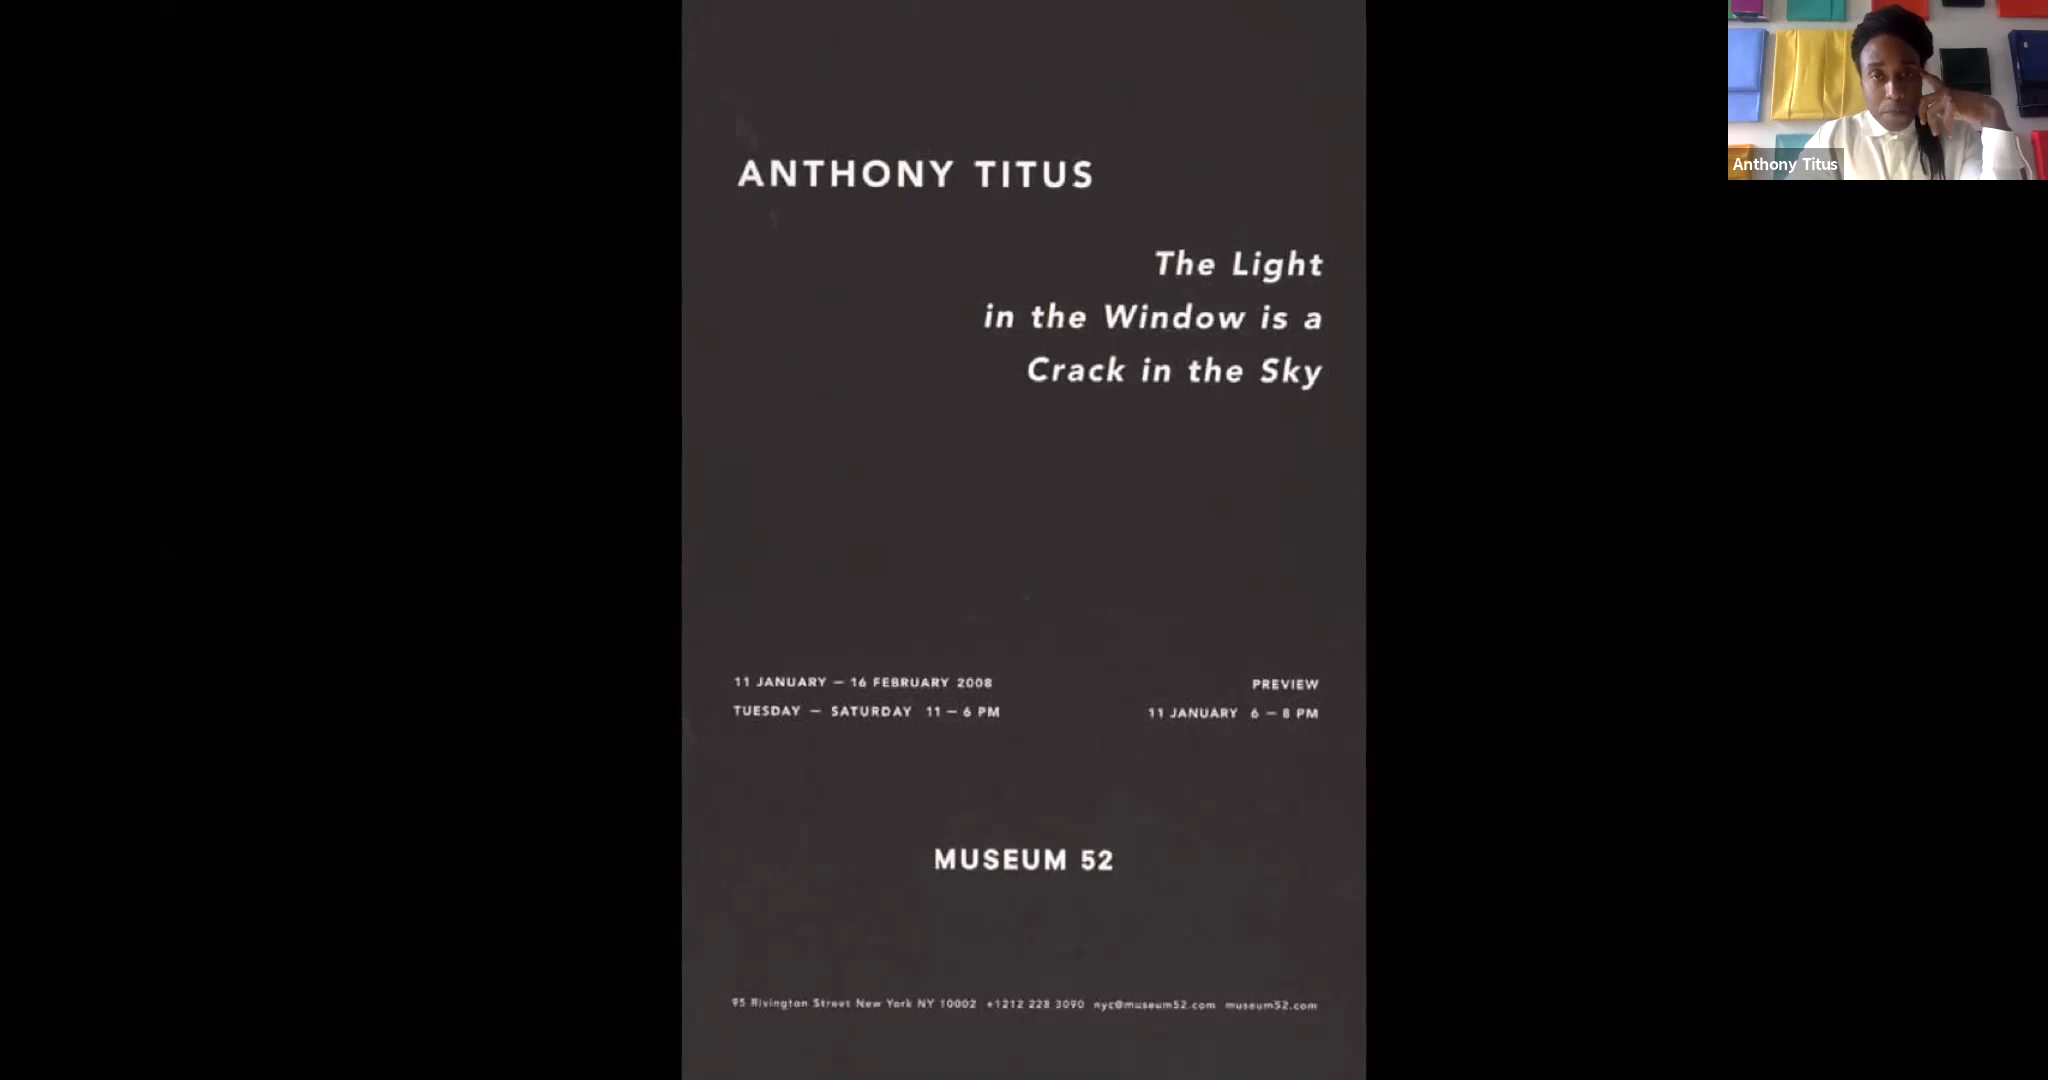 ANTHONY TITUS
The Light
in the Window is a
Crack in the Sky
11 JANUARY — 16 FEBRUARY 2008
TUESDAY — SATURDAY 11 — 6 PM
PREVIEW
11 JANUARY 6 — 8 PM
MUSEUM 52
95 Rivington Street New York NY 10002 +1212 228 3090 nyc@museum52.com museum52.com
Anthony Titus